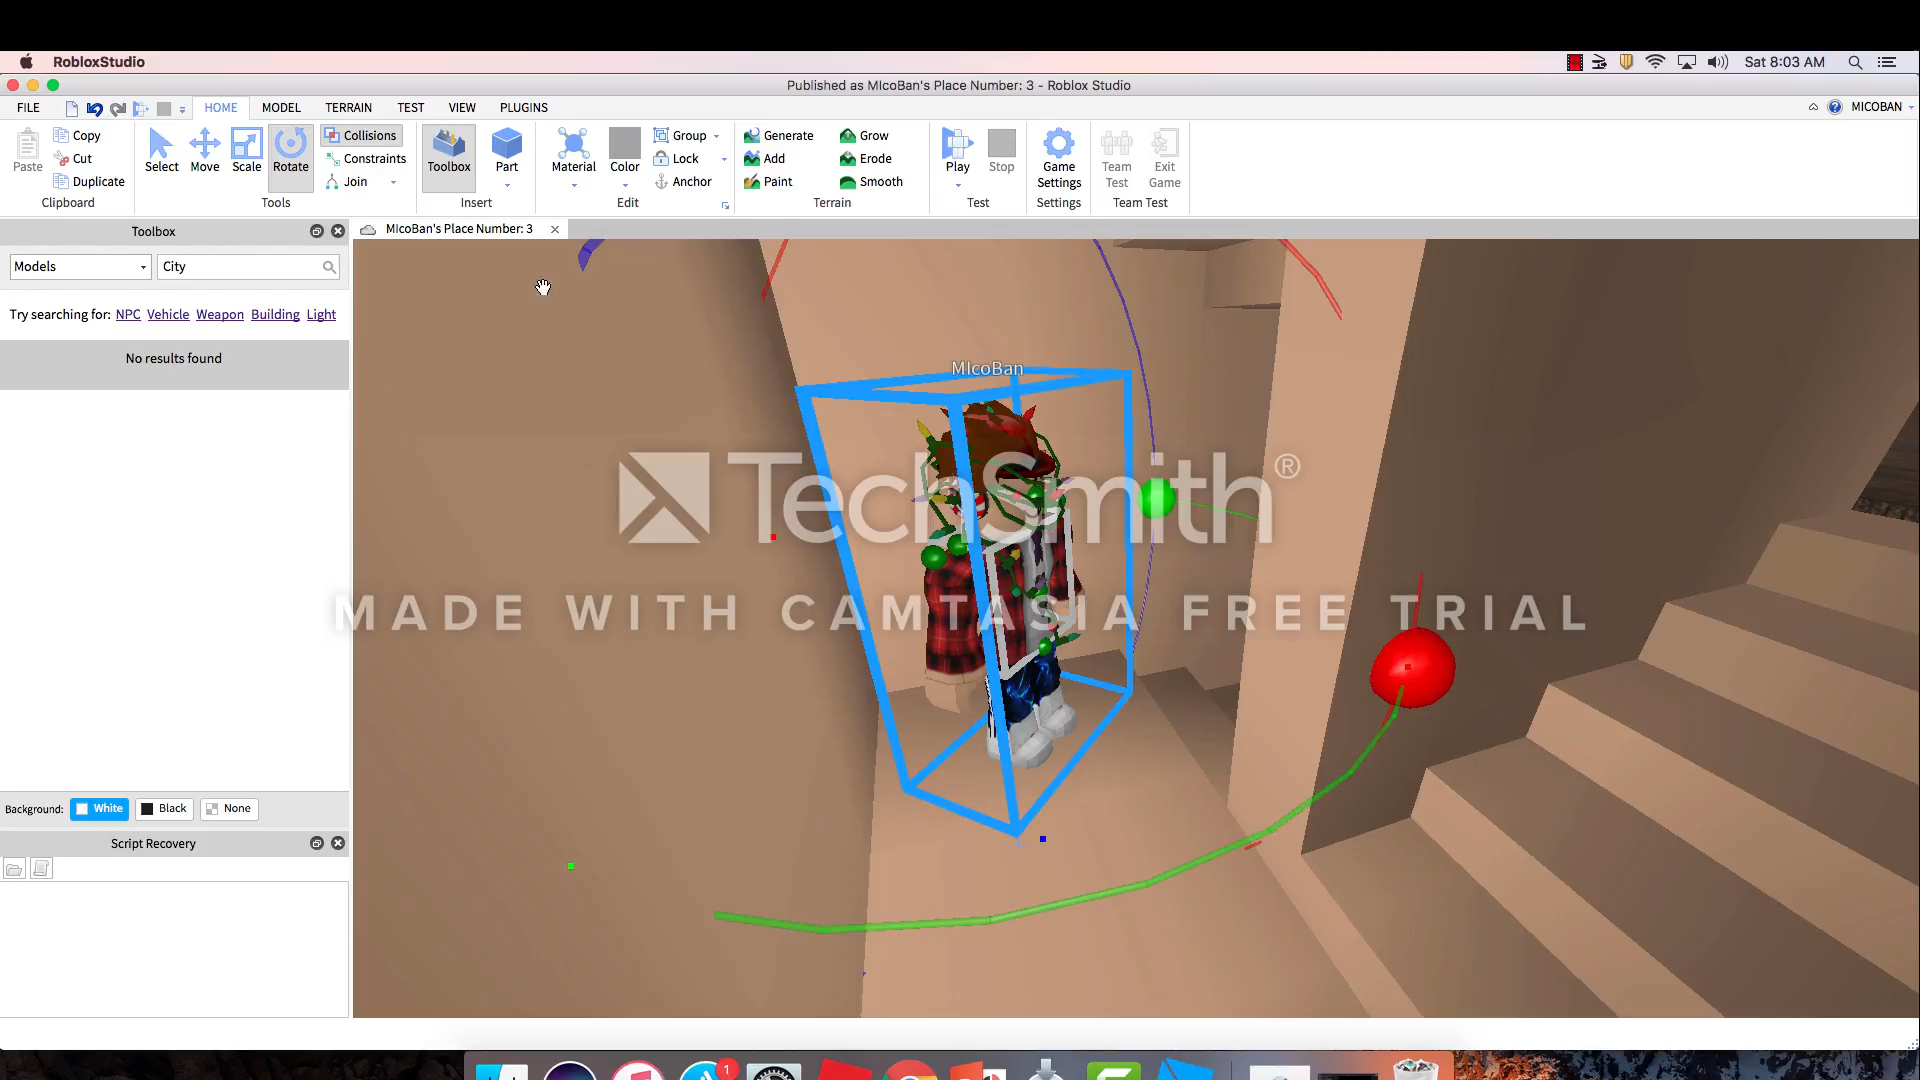 RobloxStudio
Sat 8:03 AM
Published as MIcoBan's Place Number: 3 - Roblox Studio
FILE HOME MODEL TERRAIN TEST VIEW PLUGINS MICOBAN
Paste Copy Cut Duplicate
Clipboard
Select Move Scale Rotate Collisions Constraints Join
Tools
Toolbox Part
Insert
Material Color Group Lock Anchor
Edit
Generate Add Paint Grow Erode Smooth
Terrain
Play Stop
Test
Game Settings
Settings
Team Test Exit Game
Team Test
Toolbox
MIcoBan's Place Number: 3
Models City
Try searching for: NPC Vehicle Weapon Building Light
No results found
MIcoBan
TechSmith®
MADE WITH CAMTASIA FREE TRIAL
Background: White Black None
Script Recovery
1